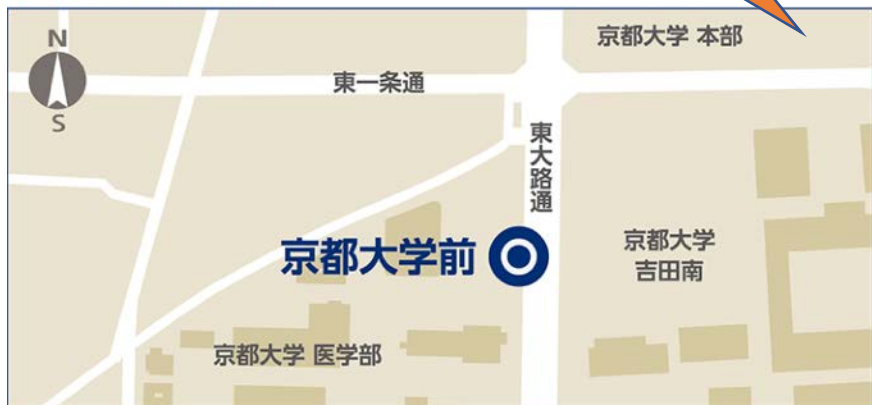 京都大学 本部
N
東一条通
S
東大路通
京都大学
吉田南
京都大学前
京都大学 医学部